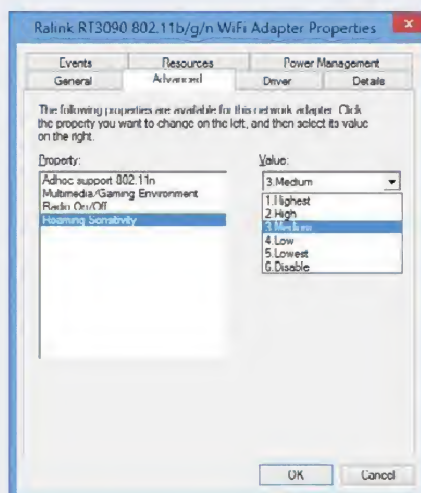 Ralink RT3090 802.11b/g/n WiFi Adapter Properties
Events Resources Power Management
General Advanced Driver Details
The following properties are available for this network adapter. Click
the property you want to change on the left, and then select its value
on the right.
Property:
Value:
Adhoc support 802.11n
Multimedia/Gaming Environment
Radio On/Off
Roaming Sensitivity
3.Medium
1.Highest
2.High
3.Medium
4.Low
5.Lowest
6.Disable
OK Cancel